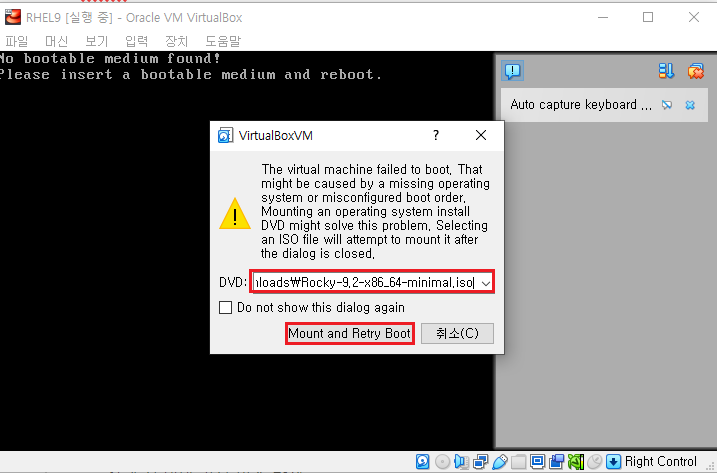 RHEL9 [실행 중] - Oracle VM VirtualBox
파일 머신 보기 입력 장치 도움말
No bootable medium found!
Please insert a bootable medium and reboot.
Auto capture keyboard ...
VirtualBoxVM
?
The virtual machine failed to boot. That
might be caused by a missing operating
system or misconfigured boot order.
Mounting an operating system install
DVD might solve this problem. Selecting
an ISO file will attempt to mount it after
the dialog is closed.
DVD: nloads₩Rocky-9.2-x86_64-minimal.iso
Do not show this dialog again
Mount and Retry Boot 취소(C)
Right Control